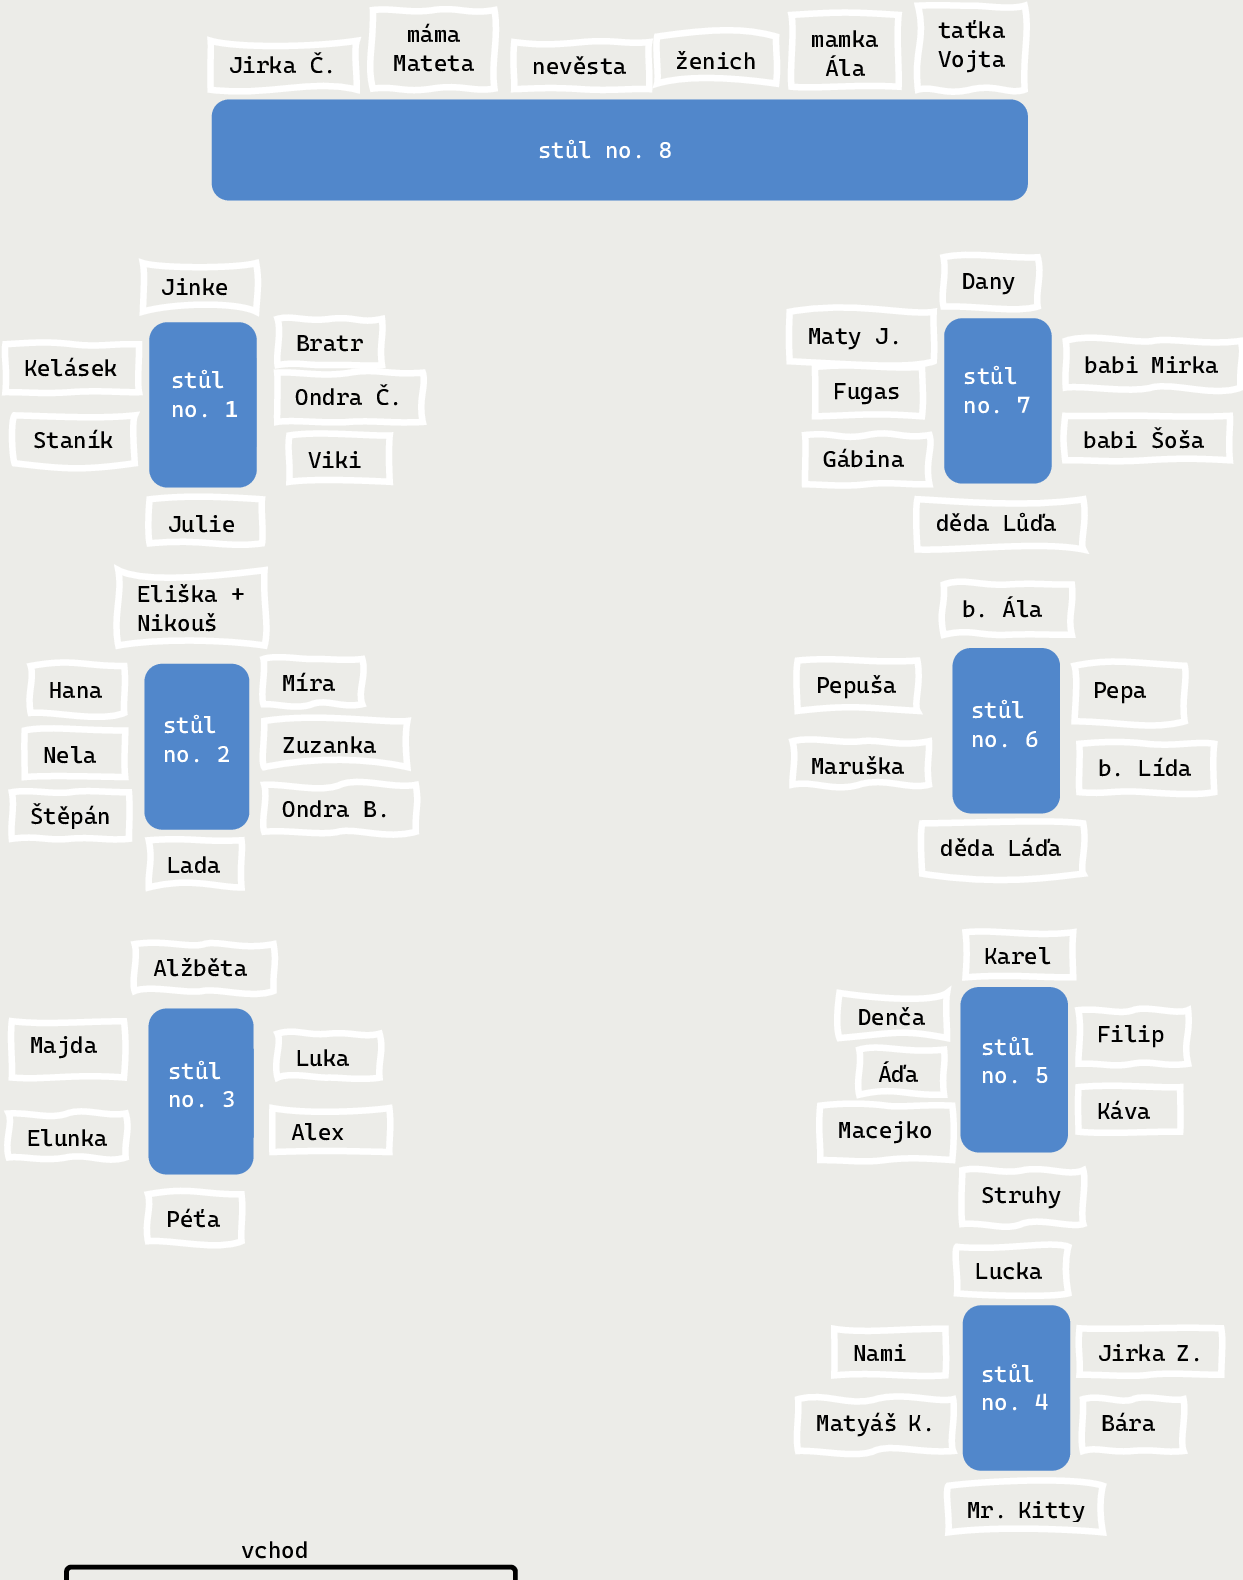 Jirka Č.
máma
Mateta
nevěsta
ženich
mamka
Ála
taťka
Vojta
stůl no. 8
Jinke
Kelásek
Staník
stůl
no. 1
Bratr
Ondra Č.
Viki
Julie
Dany
Maty J.
Fugas
Gábina
stůl
no. 7
babi Mirka
babi Šoša
děda Lůďa
Eliška +
Nikouš
Hana
Nela
Štěpán
stůl
no. 2
Míra
Zuzanka
Ondra B.
Lada
b. Ála
Pepuša
Maruška
stůl
no. 6
Pepa
b. Lída
děda Láďa
Alžběta
Majda
Elunka
stůl
no. 3
Luka
Alex
Péťa
Karel
Denča
Áďa
Macejko
stůl
no. 5
Filip
Káva
Struhy
Lucka
Nami
Matyáš K.
stůl
no. 4
Jirka Z.
Bára
Mr. Kitty
vchod